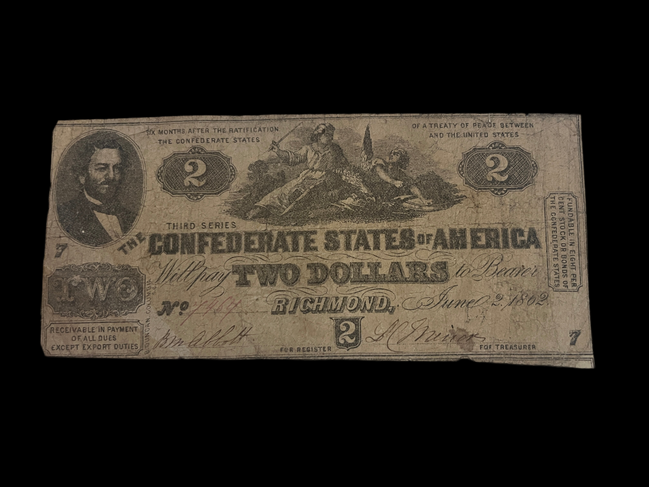 SIX MONTHS AFTER THE RATIFICATION OF A TREATY OF PEACE BETWEEN
THE CONFEDERATE STATES AND THE UNITED STATES
2 2
THIRD SERIES
7
THE CONFEDERATE STATES OF AMERICA
Will pay TWO DOLLARS to Bearer
TWO
No
RICHMOND, June 2, 1862
RECEIVABLE IN PAYMENT
OF ALL DUES
EXCEPT EXPORT DUTIES
FOR REGISTER
2
FOR TREASURER
7
FUNDABLE IN EIGHT PER
CENT STOCK OR BONDS OF
THE CONFEDERATE STATES